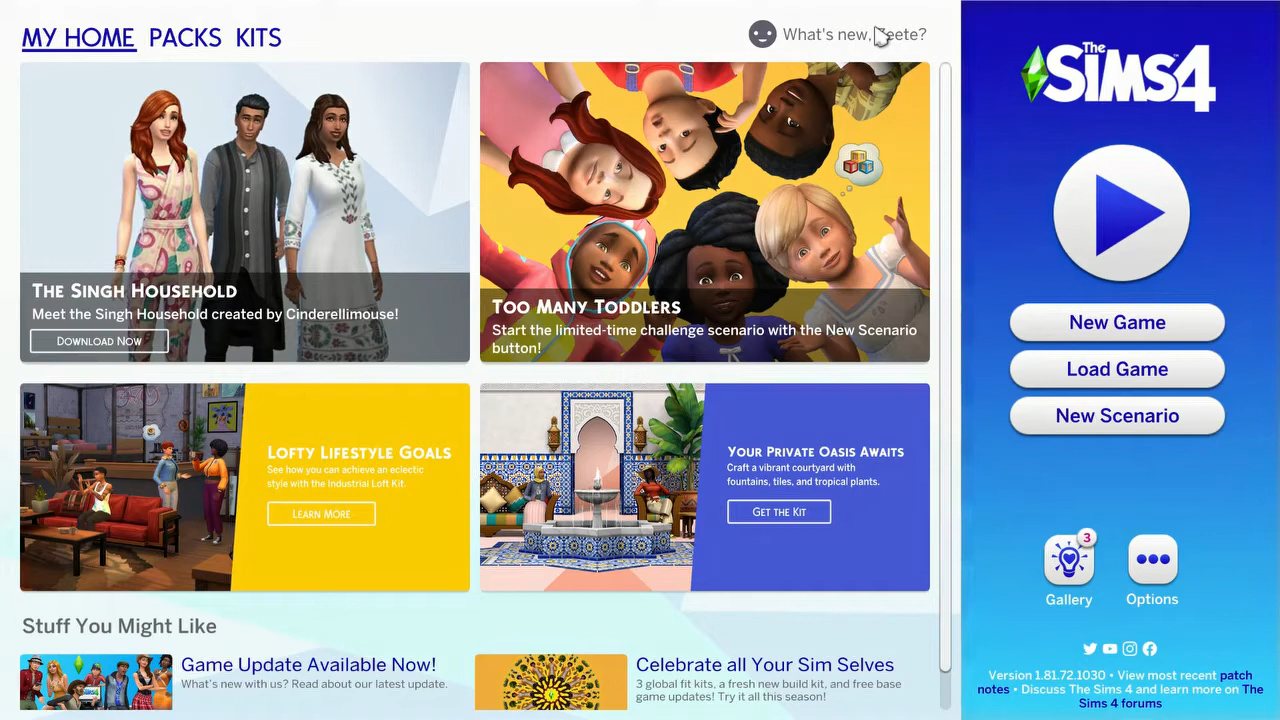 MY HOME PACKS KITS
What's new,
The Singh Household
Meet the Singh Household created by Cinderellimouse!
Download Now
Too Many Toddlers
Start the limited-time challenge scenario with the New Scenario
button!
Lofty Lifestyle Goals
See how you can achieve an eclectic
style with the Industrial Loft Kit.
Learn More
Your Private Oasis Awaits
Craft a vibrant courtyard with
fountains, tiles, and tropical plants.
Get the Kit
Stuff You Might Like
Game Update Available Now!
What's new with us? Read about our latest update.
Celebrate all Your Sim Selves
3 global fit kits, a fresh new build kit, and free base
game updates! Try it all this season!
The
SIMS 4
New Game
Load Game
New Scenario
3
Gallery
Options
Version 1.81.72.1030 • View most recent patch
notes • Discuss The Sims 4 and learn more on The
Sims 4 forums